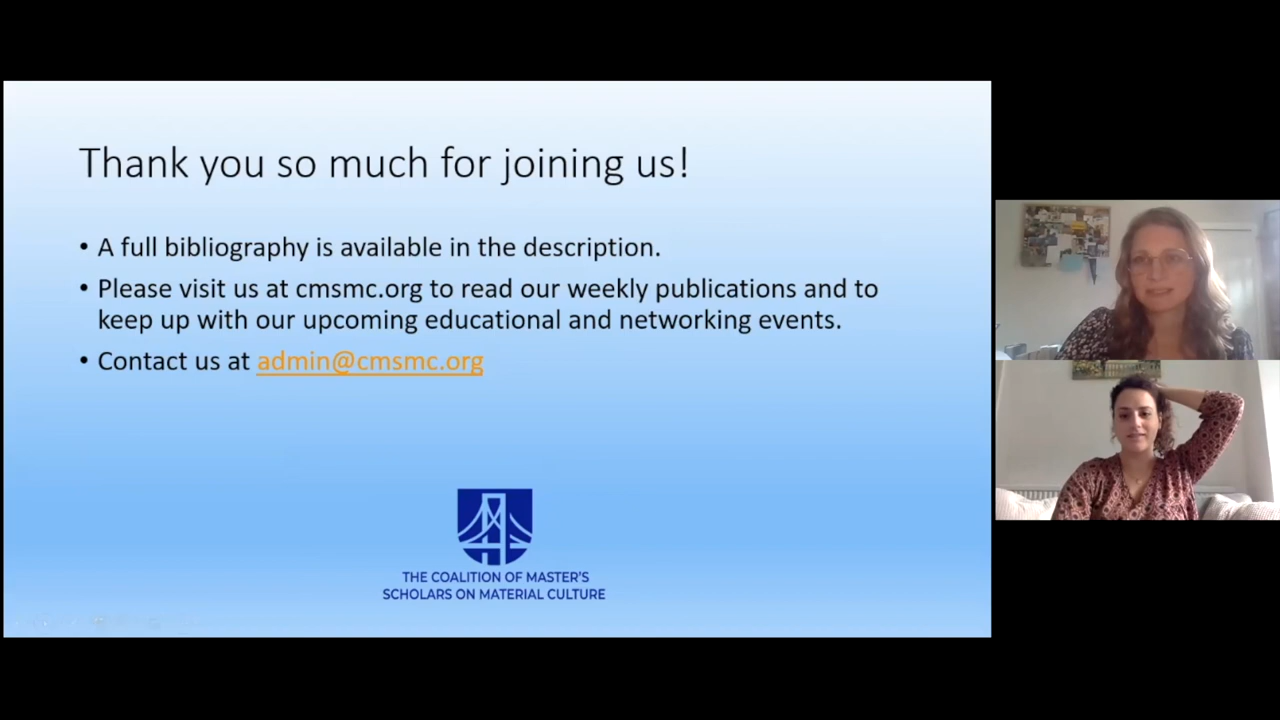 Thank you so much for joining us!
• A full bibliography is available in the description.
• Please visit us at cmsmc.org to read our weekly publications and to
keep up with our upcoming educational and networking events.
• Contact us at admin@cmsmc.org
THE COALITION OF MASTER'S
SCHOLARS ON MATERIAL CULTURE